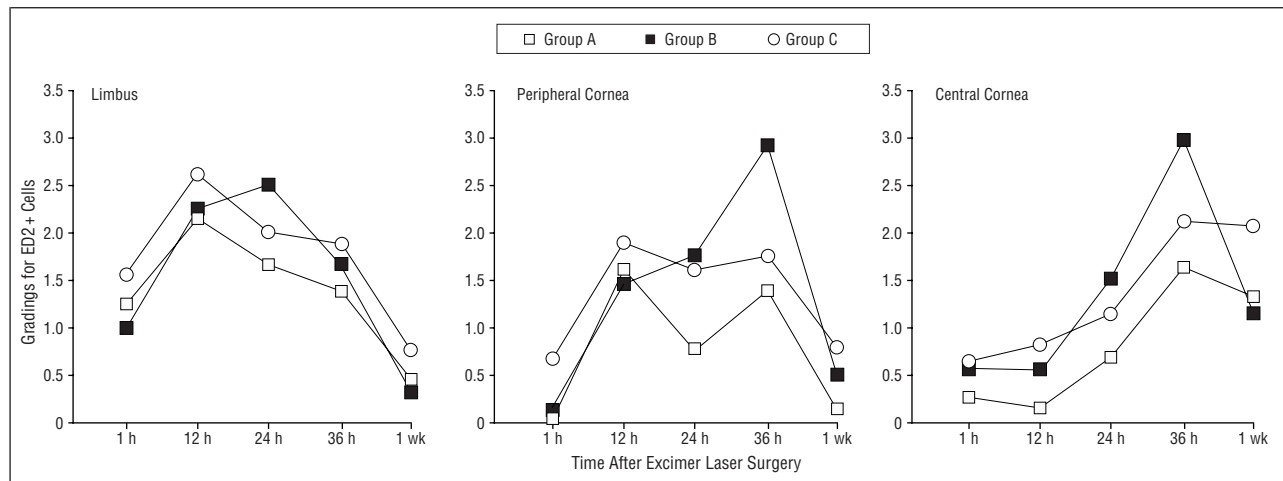 Group A Group B Group C
Limbus
Peripheral Cornea
Central Cornea
Gradings for ED2 + Cells
3.5
3.0
2.5
2.0
1.5
1.0
0.5
0
1 h 12 h 24 h 36 h 1 wk
3.5
3.0
2.5
2.0
1.5
1.0
0.5
0
1 h 12 h 24 h 36 h 1 wk
3.5
3.0
2.5
2.0
1.5
1.0
0.5
0
1 h 12 h 24 h 36 h 1 wk
Time After Excimer Laser Surgery